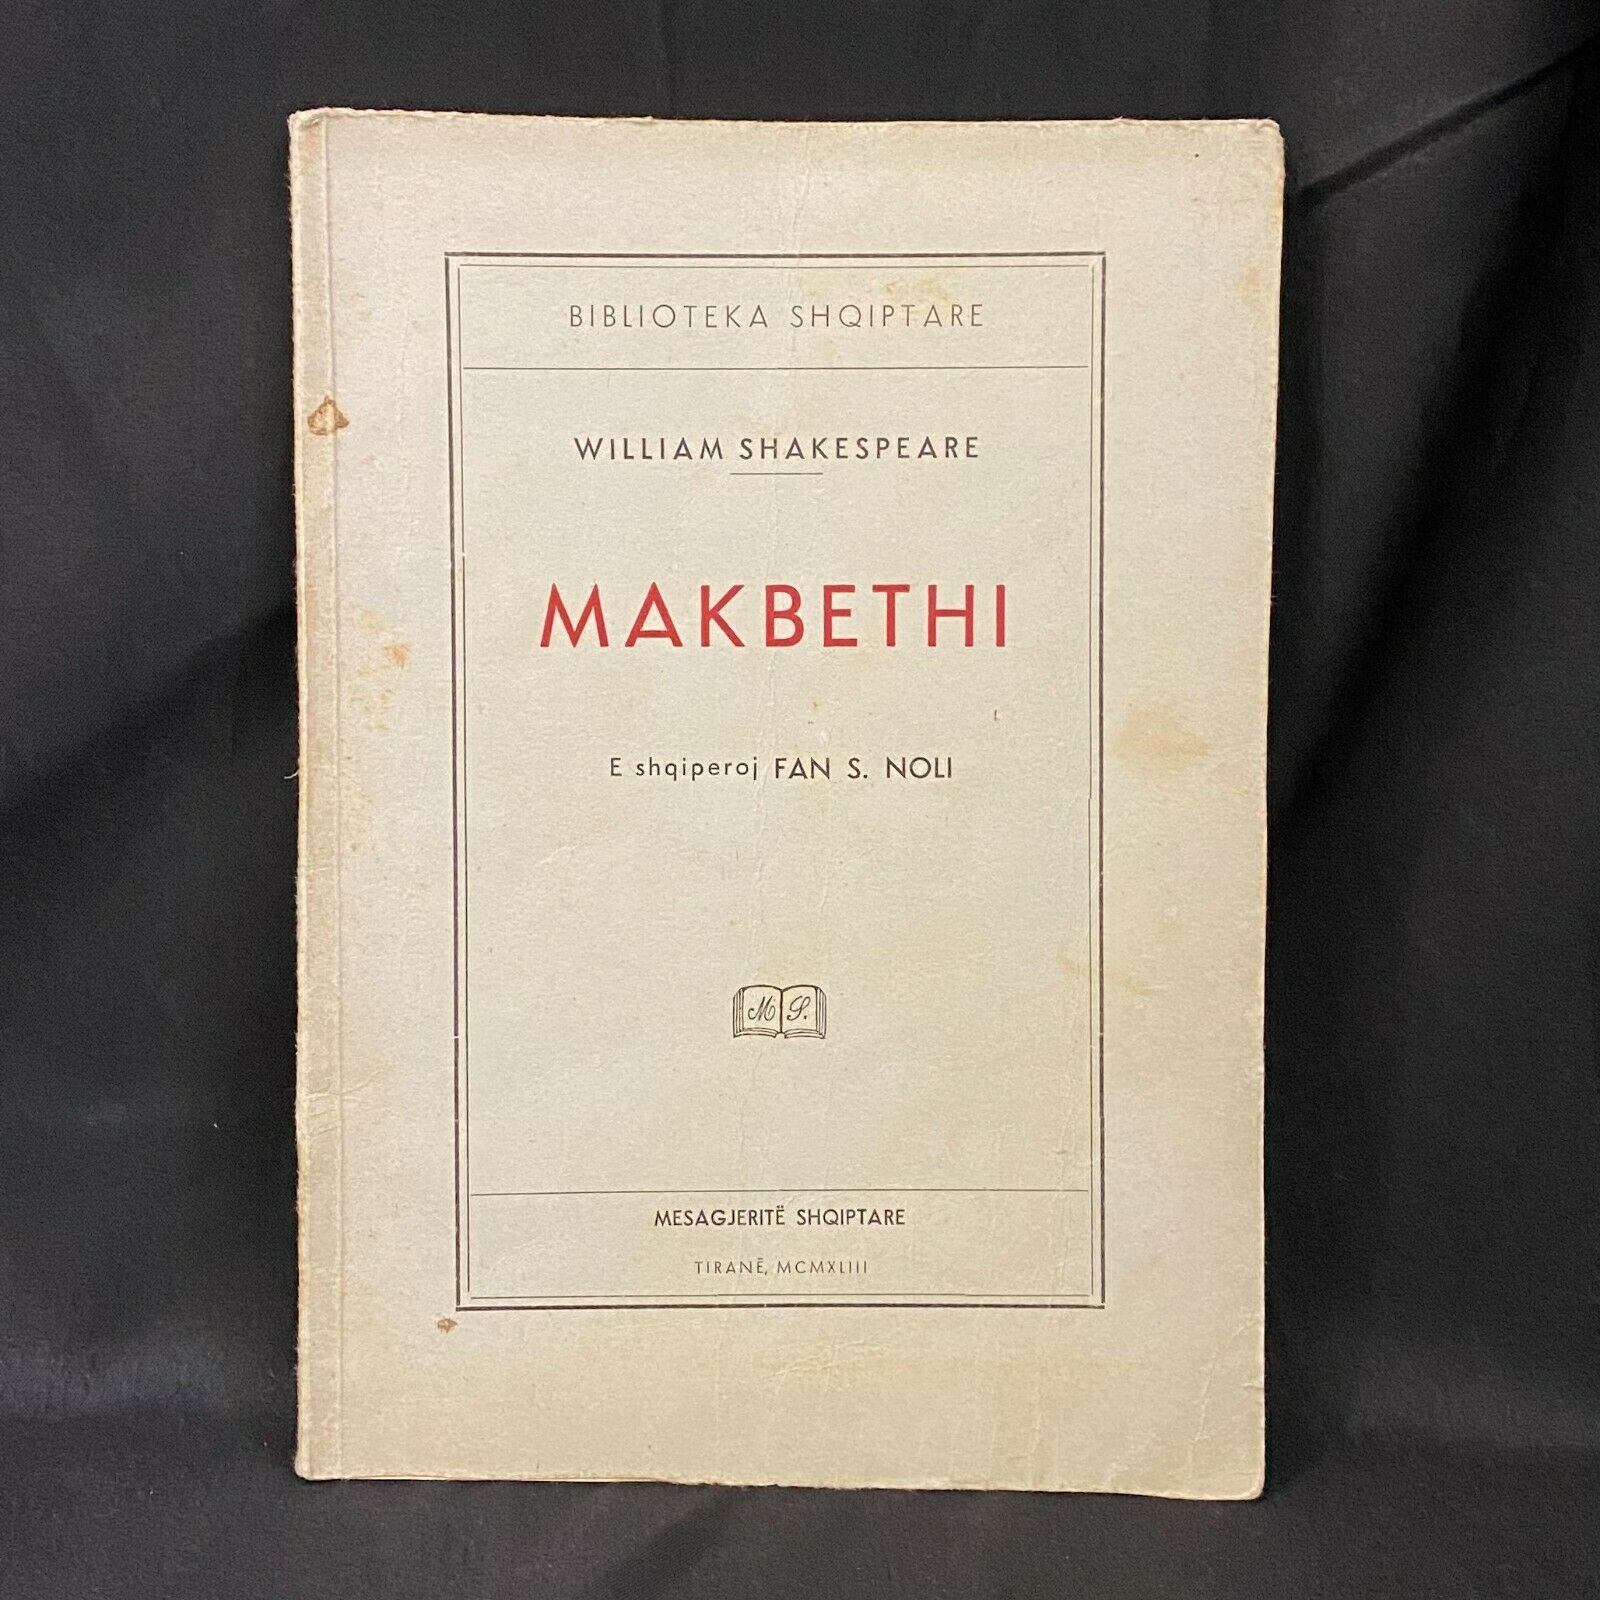 BIBLIOTEKA SHQIPTARE
WILLIAM SHAKESPEARE
MAKBETHI
E shqiperoj FAN S. NOLI
M S.
MESAGJERITË SHQIPTARE
TIRANË, MCMXLIII